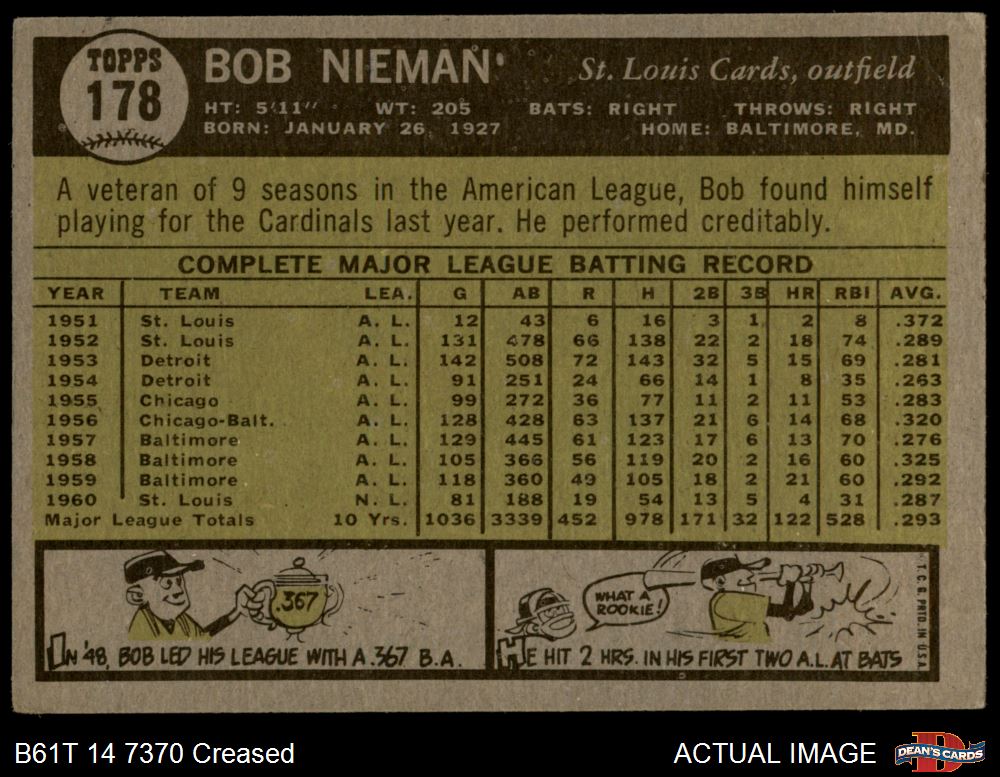 TOPPS
178
BOB NIEMAN
St. Louis Cards, outfield
HT: 5'11" WT: 205 BATS: RIGHT THROWS: RIGHT
BORN: JANUARY 26, 1927 HOME: BALTIMORE, MD.
A veteran of 9 seasons in the American League, Bob found himself
playing for the Cardinals last year. He performed creditably.
COMPLETE MAJOR LEAGUE BATTING RECORD
YEAR TEAM LEA. G AB R H 2B 3B HR RBI AVG.
1951 St. Louis A. L. 12 43 6 16 3 1 2 8 .372
1952 St. Louis A. L. 131 478 66 138 22 2 18 74 .289
1953 Detroit A. L. 142 508 72 143 32 5 15 69 .281
1954 Detroit A. L. 91 251 24 66 14 1 8 35 .263
1955 Chicago A. L. 99 272 36 77 11 2 11 53 .283
1956 Chicago-Balt. A. L. 128 428 63 137 21 6 14 68 .320
1957 Baltimore A. L. 129 445 61 123 17 6 13 70 .276
1958 Baltimore A. L. 105 366 56 119 20 2 16 60 .325
1959 Baltimore A. L. 118 360 49 105 18 2 21 60 .292
1960 St. Louis N. L. 81 188 19 54 13 5 4 31 .287
Major League Totals 10 Yrs. 1036 3339 452 978 171 32 122 528 .293
.367
IN '48, BOB LED HIS LEAGUE WITH A .367 B.A.
WHAT A
ROOKIE!
HE HIT 2 HRS. IN HIS FIRST TWO A.L. AT BATS
T. C. G. PRTD. IN U.S.A.
B61T 14 7370 Creased
ACTUAL IMAGE
DEAN'S CARDS